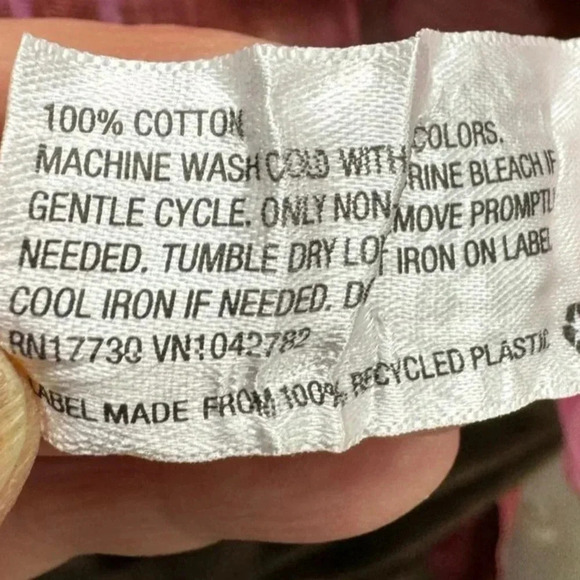 100% COTTON
MACHINE WASH COLD WITH COLORS.
GENTLE CYCLE. ONLY NON RINE BLEACH IF
NEEDED. TUMBLE DRY LO MOVE PROMPTL
COOL IRON IF NEEDED. D IRON ON LABEL
RN17730 VN1042782
LABEL MADE FROM 100% RECYCLED PLASTIC